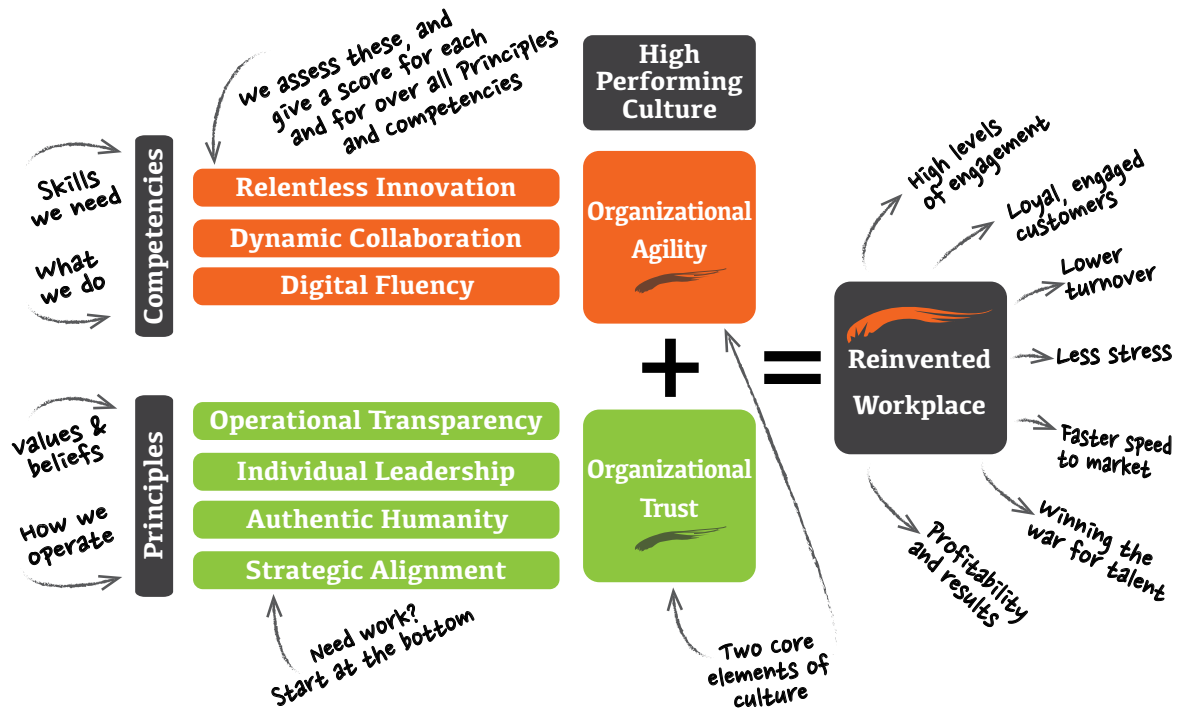 we assess these, and
give a score for each
and for over all Principles
and competencies
High
Performing
Culture
Competencies
Skills
we need
What
we do
Relentless Innovation
Dynamic Collaboration
Digital Fluency
Organizational
Agility
+
=
Principles
Values &
beliefs
How we
operate
Operational Transparency
Individual Leadership
Authentic Humanity
Strategic Alignment
Organizational
Trust
Need work?
Start at the bottom
Two core
elements of
culture
Reinvented
Workplace
High levels
of engagement
Loyal, engaged
customers
Lower
turnover
Less stress
Faster speed
to market
Winning the
war for talent
Profitability
and results